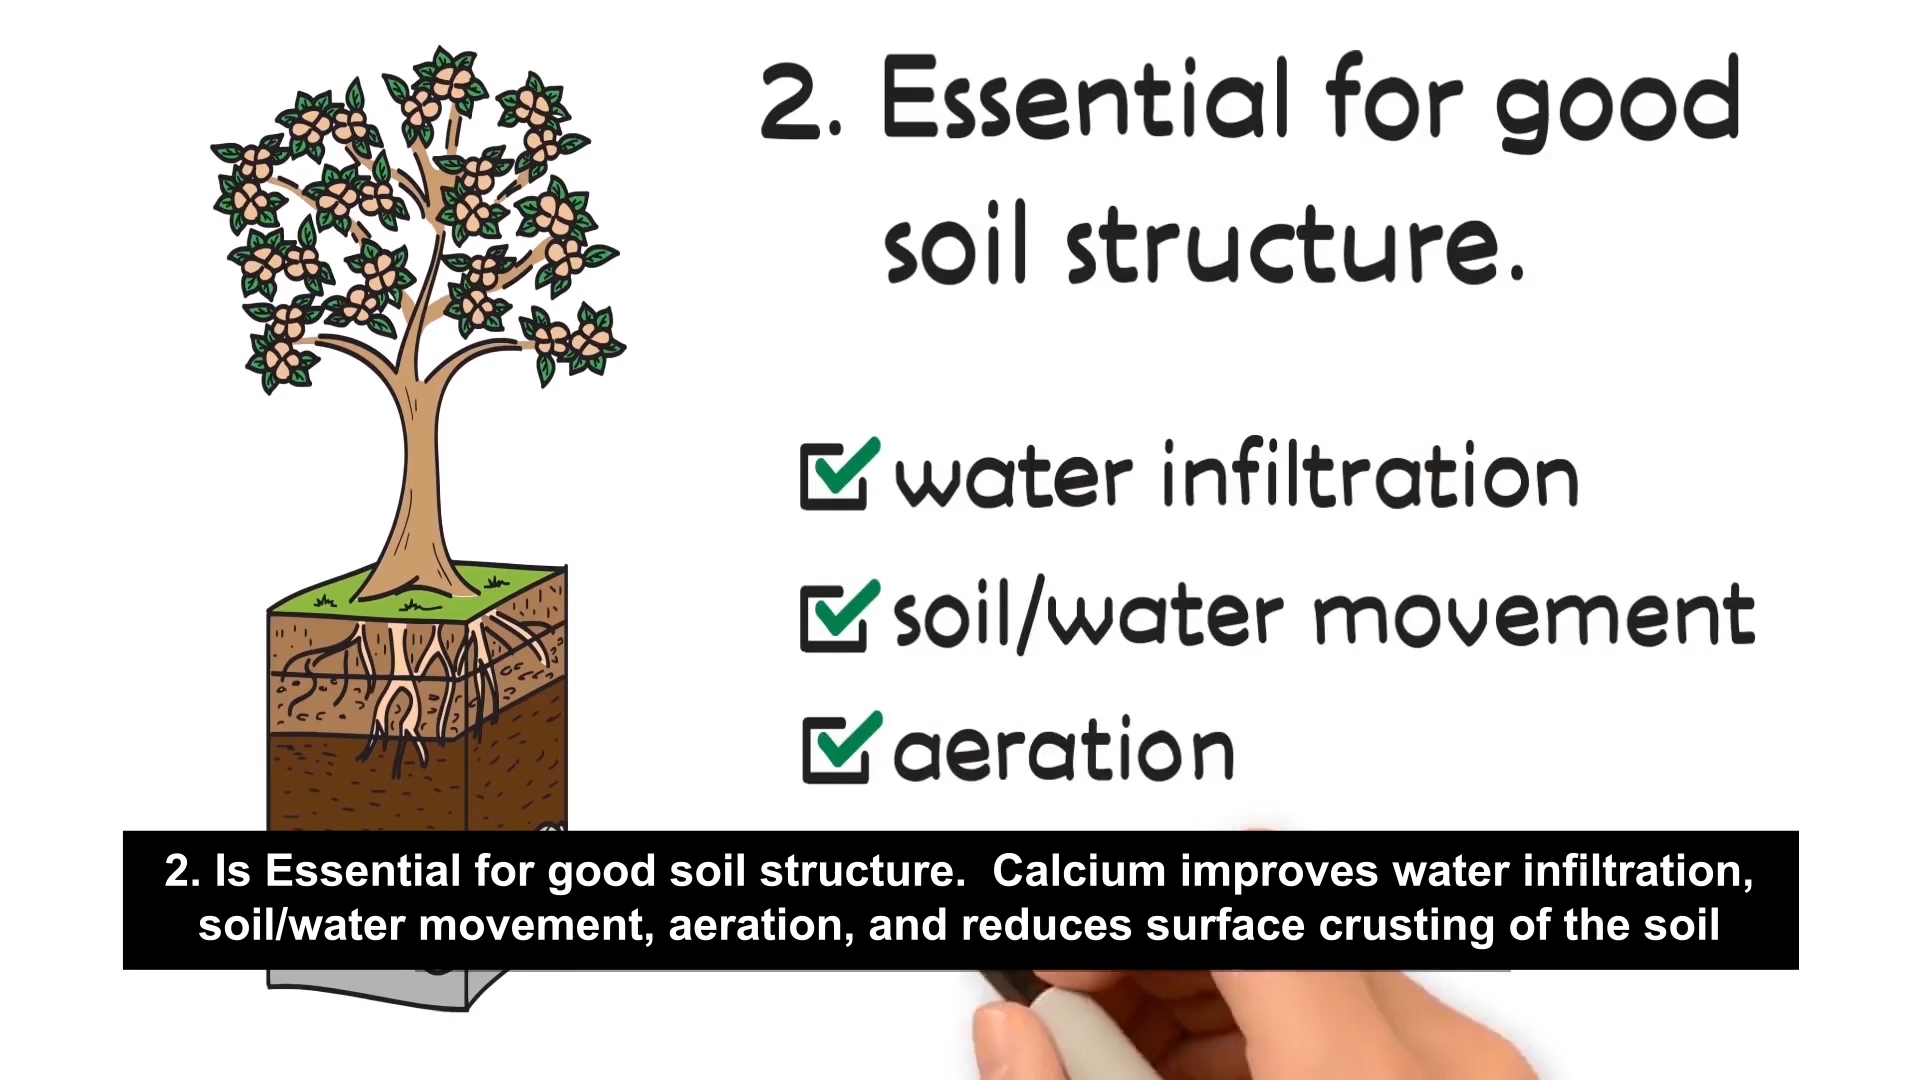 2. Essential for good
soil structure.
water infiltration
soil/water movement
aeration
2. Is Essential for good soil structure.  Calcium improves water infiltration,
soil/water movement, aeration, and reduces surface crusting of the soil